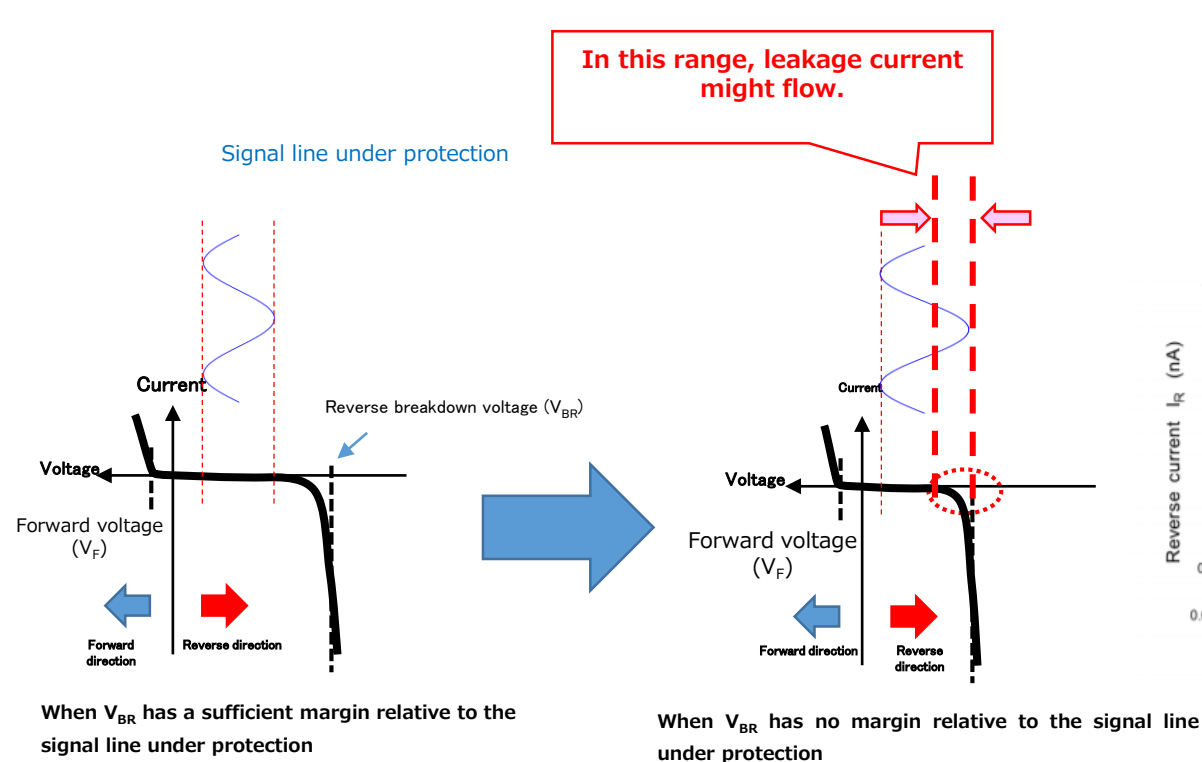 In this range, leakage current
might flow.
Signal line under protection
Current
Reverse breakdown voltage (VBR)
Voltage
Forward voltage
(VF)
Forward
direction
Reverse direction
When VBR has a sufficient margin relative to the
signal line under protection
Current
Voltage
Forward voltage
(VF)
Forward direction
Reverse
direction
When VBR has no margin relative to the signal line
under protection
Reverse current IR (nA)